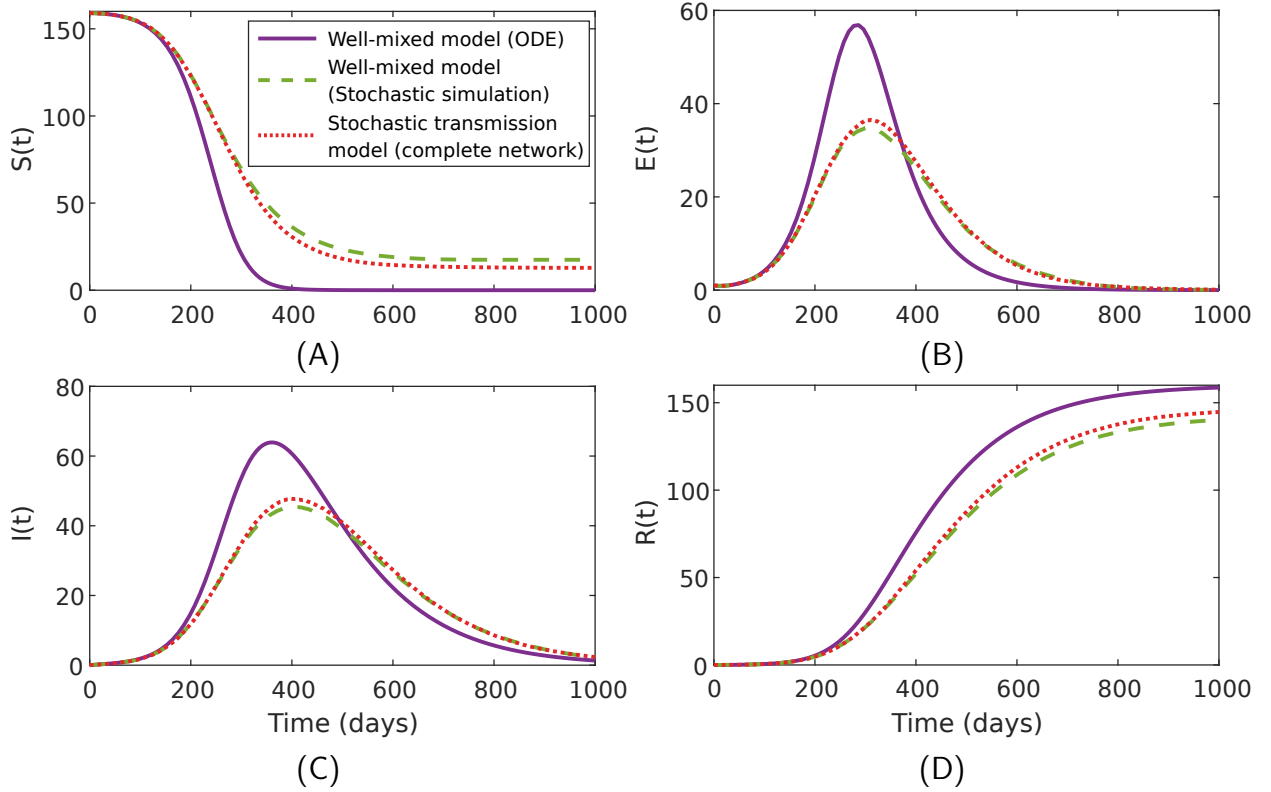 150
100
50
0
S(t)
Well-mixed model (ODE)
Well-mixed model
(Stochastic simulation)
Stochastic transmission
model (complete network)
0 200 400 600 800 1000
(A)
60
40
20
0
E(t)
0 200 400 600 800 1000
(B)
80
60
40
20
0
I(t)
0 200 400 600 800 1000
Time (days)
(C)
150
100
50
0
R(t)
0 200 400 600 800 1000
Time (days)
(D)